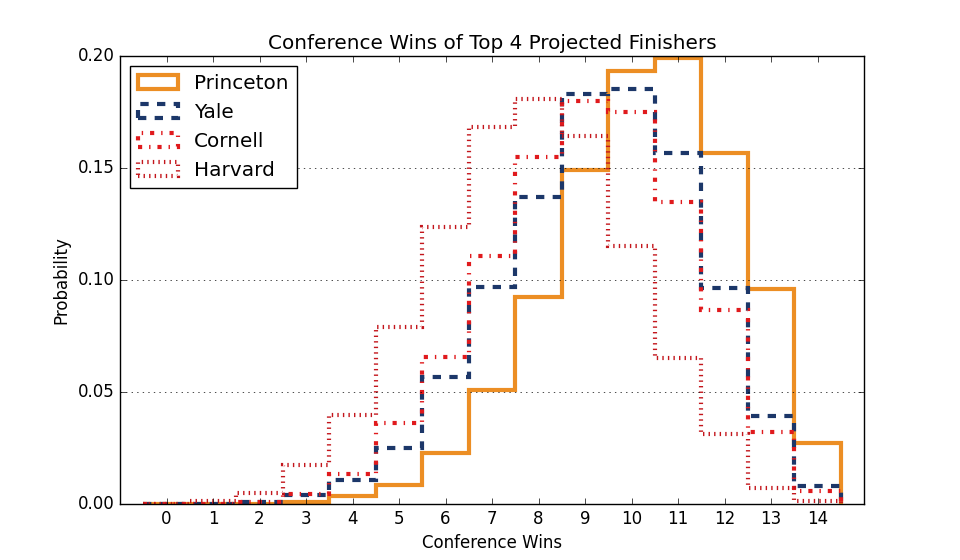 Conference Wins of Top 4 Projected Finishers
0.20
0.15
0.10
0.05
0.00
Probability
Princeton
Yale
Cornell
Harvard
0 1 2 3 4 5 6 7 8 9 10 11 12 13 14
Conference Wins